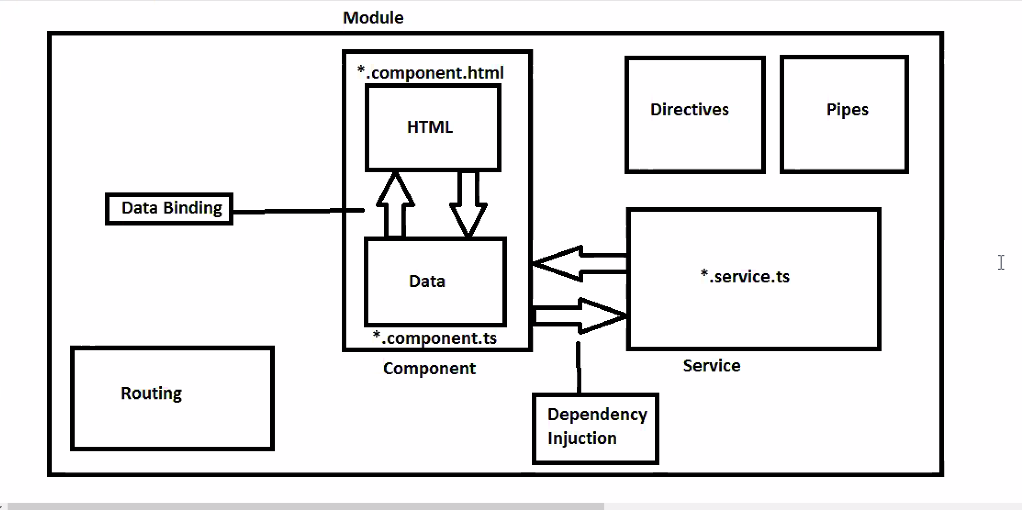 Module
*.component.html
HTML
Directives
Pipes
Data Binding
Data
*.service.ts
*.component.ts
Component
Service
Routing
Dependency
Injuction